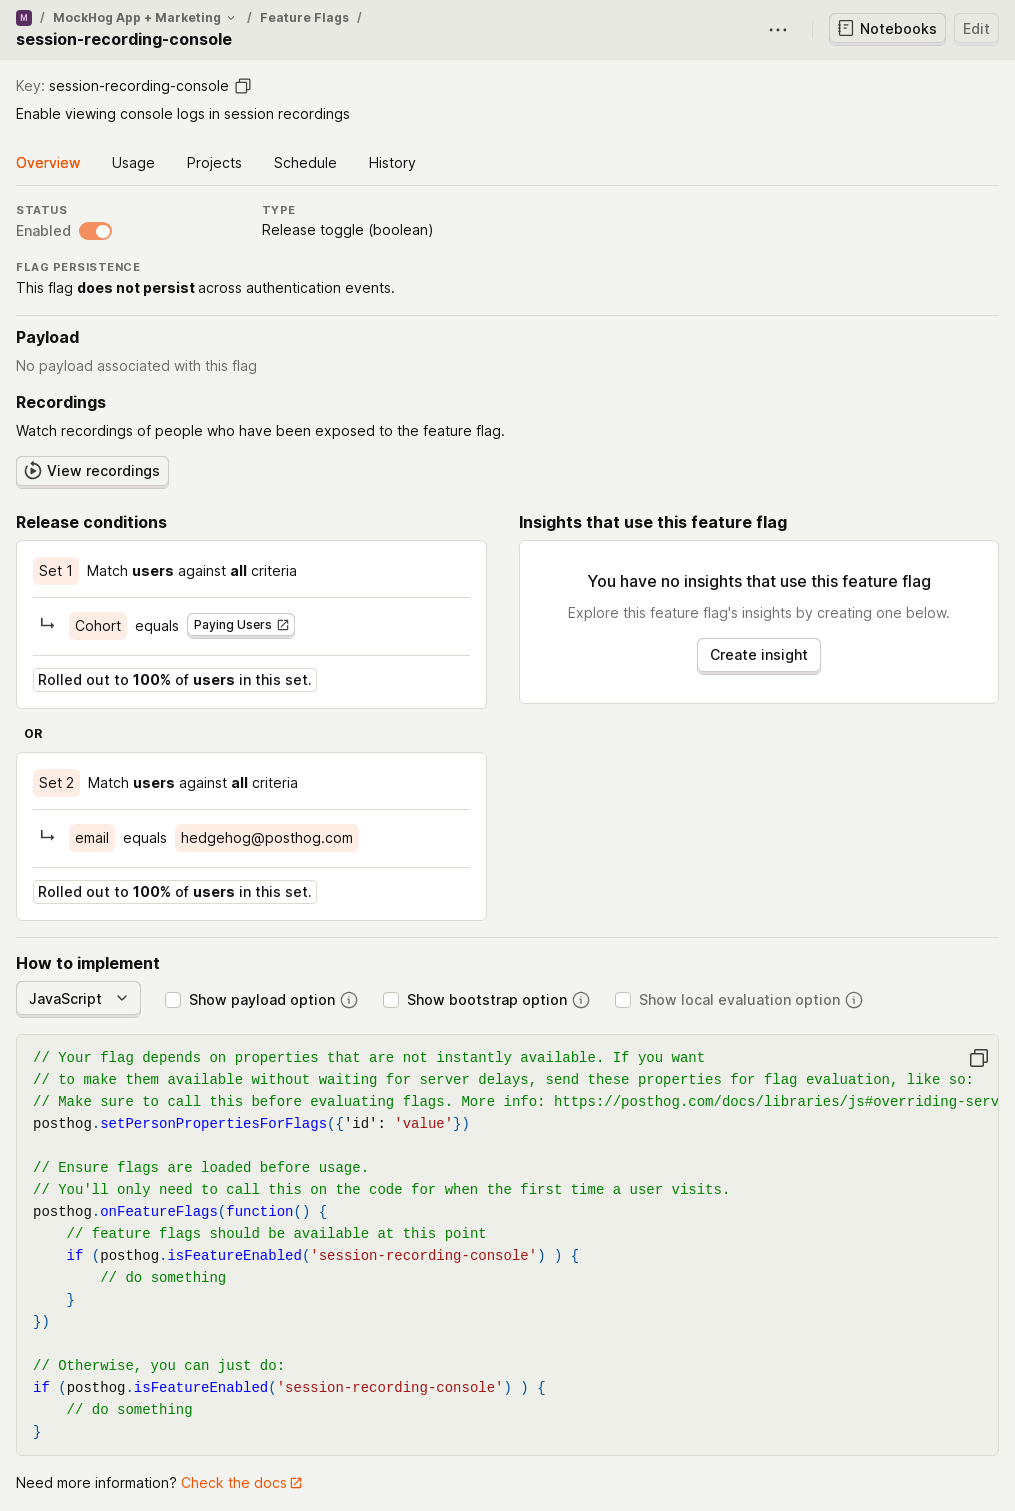 M / MockHog App + Marketing / Feature Flags /
session-recording-console
Notebooks
Edit
Key: session-recording-console
Enable viewing console logs in session recordings
Overview Usage Projects Schedule History
STATUS
Enabled
TYPE
Release toggle (boolean)
FLAG PERSISTENCE
This flag does not persist across authentication events.
Payload
No payload associated with this flag
Recordings
Watch recordings of people who have been exposed to the feature flag.
View recordings
Release conditions
Set 1 Match users against all criteria
Cohort equals Paying Users
Rolled out to 100% of users in this set.
OR
Set 2 Match users against all criteria
email equals hedgehog@posthog.com
Rolled out to 100% of users in this set.
Insights that use this feature flag
You have no insights that use this feature flag
Explore this feature flag's insights by creating one below.
Create insight
How to implement
JavaScript Show payload option Show bootstrap option Show local evaluation option
// Your flag depends on properties that are not instantly available. If you want
// to make them available without waiting for server delays, send these properties for flag evaluation, like so:
// Make sure to call this before evaluating flags. More info: https://posthog.com/docs/libraries/js#overriding-serv
posthog.setPersonPropertiesForFlags({'id': 'value'})
// Ensure flags are loaded before usage.
// You'll only need to call this on the code for when the first time a user visits.
posthog.onFeatureFlags(function() {
    // feature flags should be available at this point
    if (posthog.isFeatureEnabled('session-recording-console') ) {
        // do something
    }
})
// Otherwise, you can just do:
if (posthog.isFeatureEnabled('session-recording-console') ) {
    // do something
}
Need more information? Check the docs